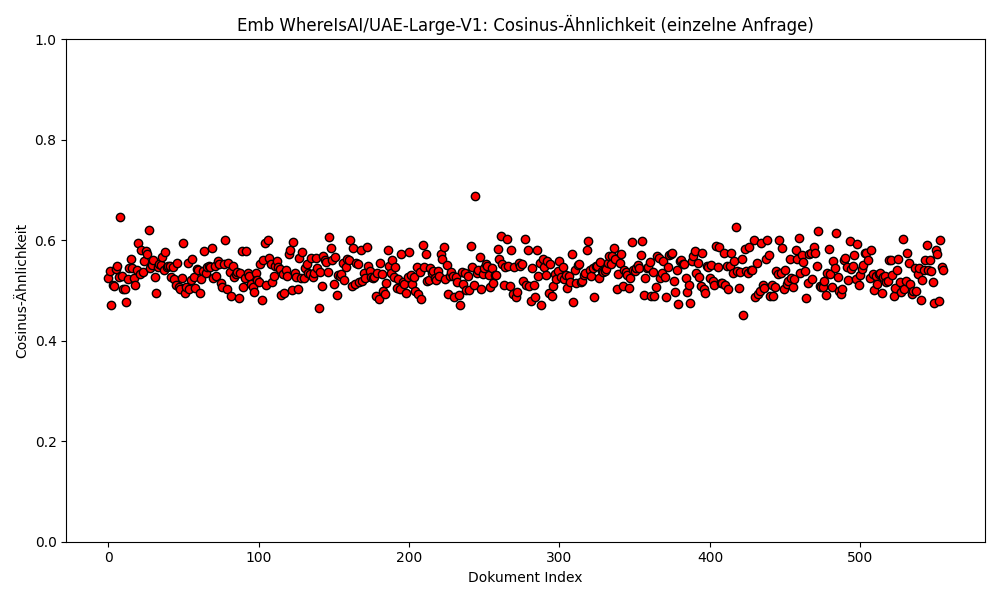 Emb WhereIsAI/UAE-Large-V1: Cosinus-Ähnlichkeit (einzelne Anfrage)
Cosinus-Ähnlichkeit
1.0
0.8
0.6
0.4
0.2
0.0
0 100 200 300 400 500
Dokument Index